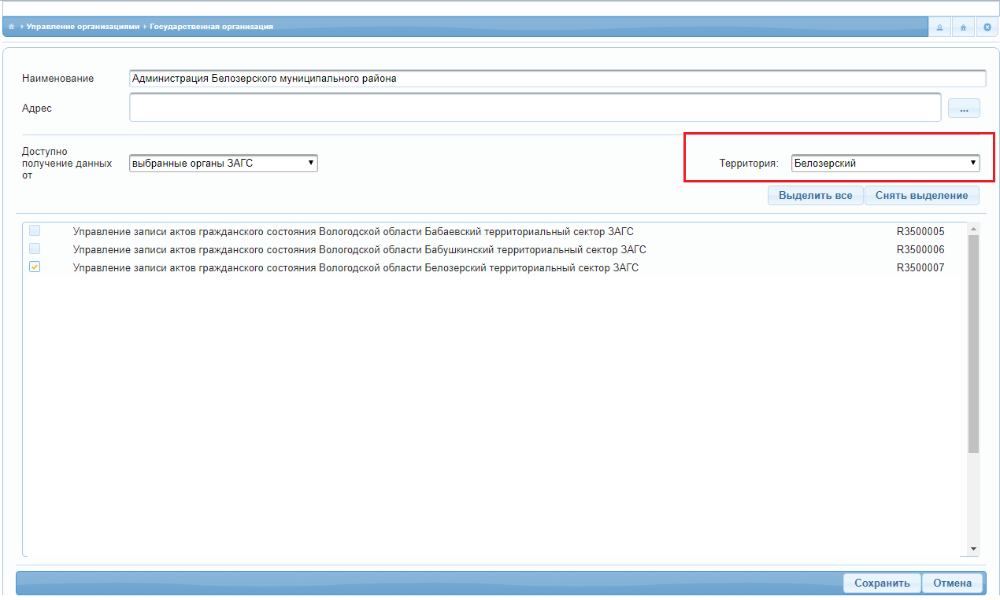 Управление организациями Государственная организация
Наименование Администрация Белозерского муниципального района
Адрес ...
Доступно
получение данных
от
выбранные органы ЗАГС
Территория: Белозерский
Выделить все Снять выделение
Управление записи актов гражданского состояния Вологодской области Бабаевский территориальный сектор ЗАГС R3500005
Управление записи актов гражданского состояния Вологодской области Бабушкинский территориальный сектор ЗАГС R3500006
Управление записи актов гражданского состояния Вологодской области Белозерский территориальный сектор ЗАГС R3500007
Сохранить Отмена